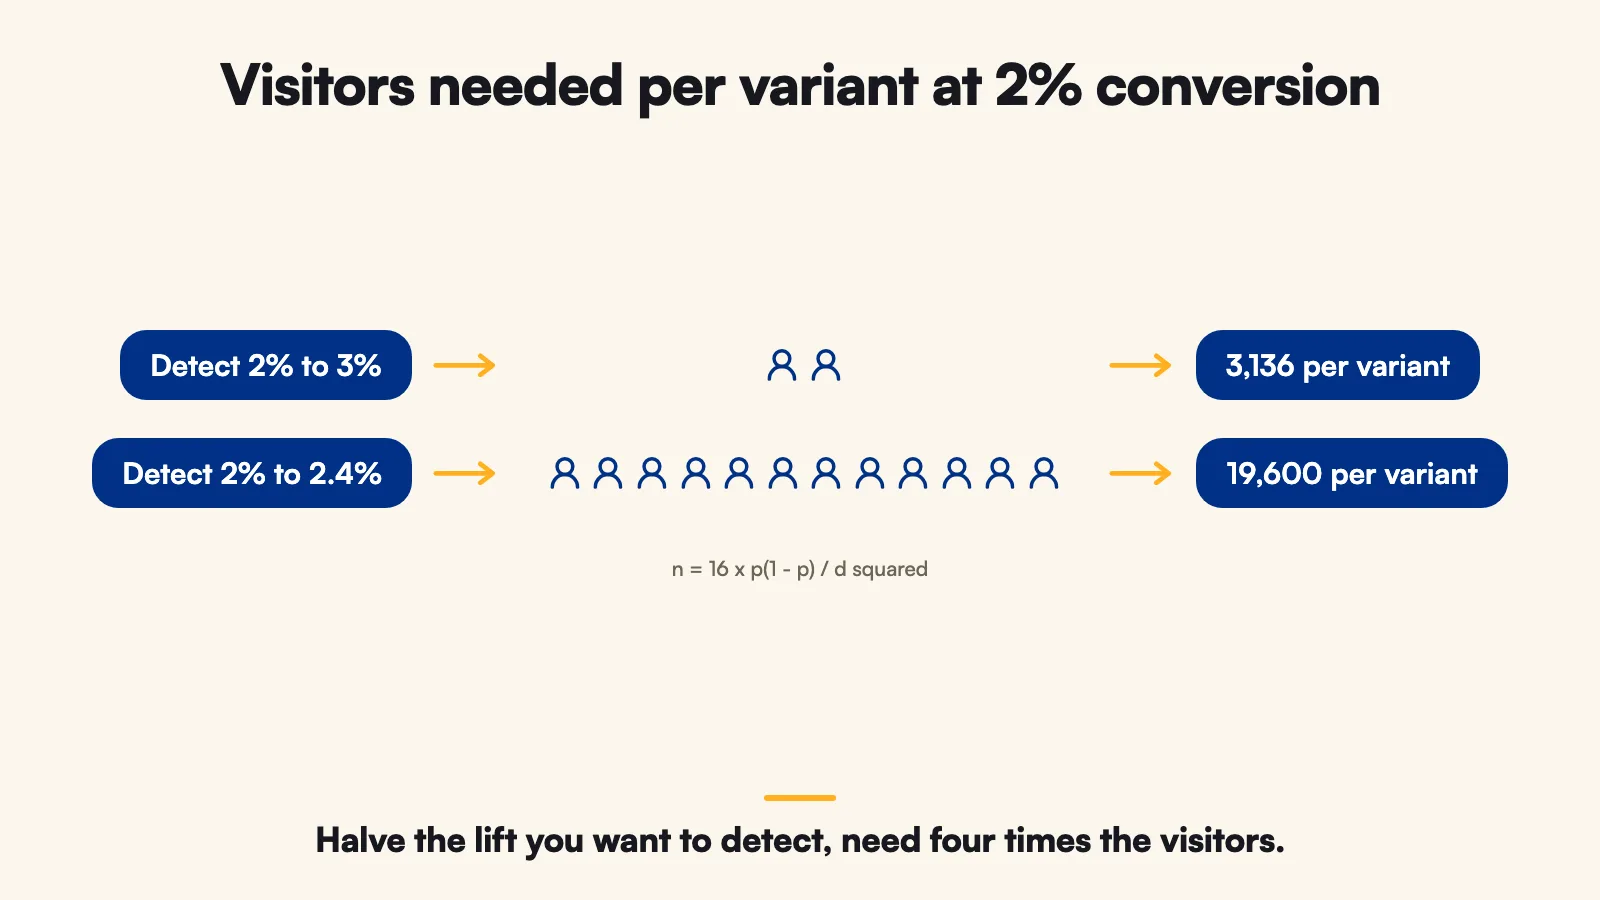 Visitors needed per variant at 2% conversion
Detect 2% to 3%
3,136 per variant
Detect 2% to 2.4%
19,600 per variant
n = 16 x p(1 - p) / d squared
Halve the lift you want to detect, need four times the visitors.